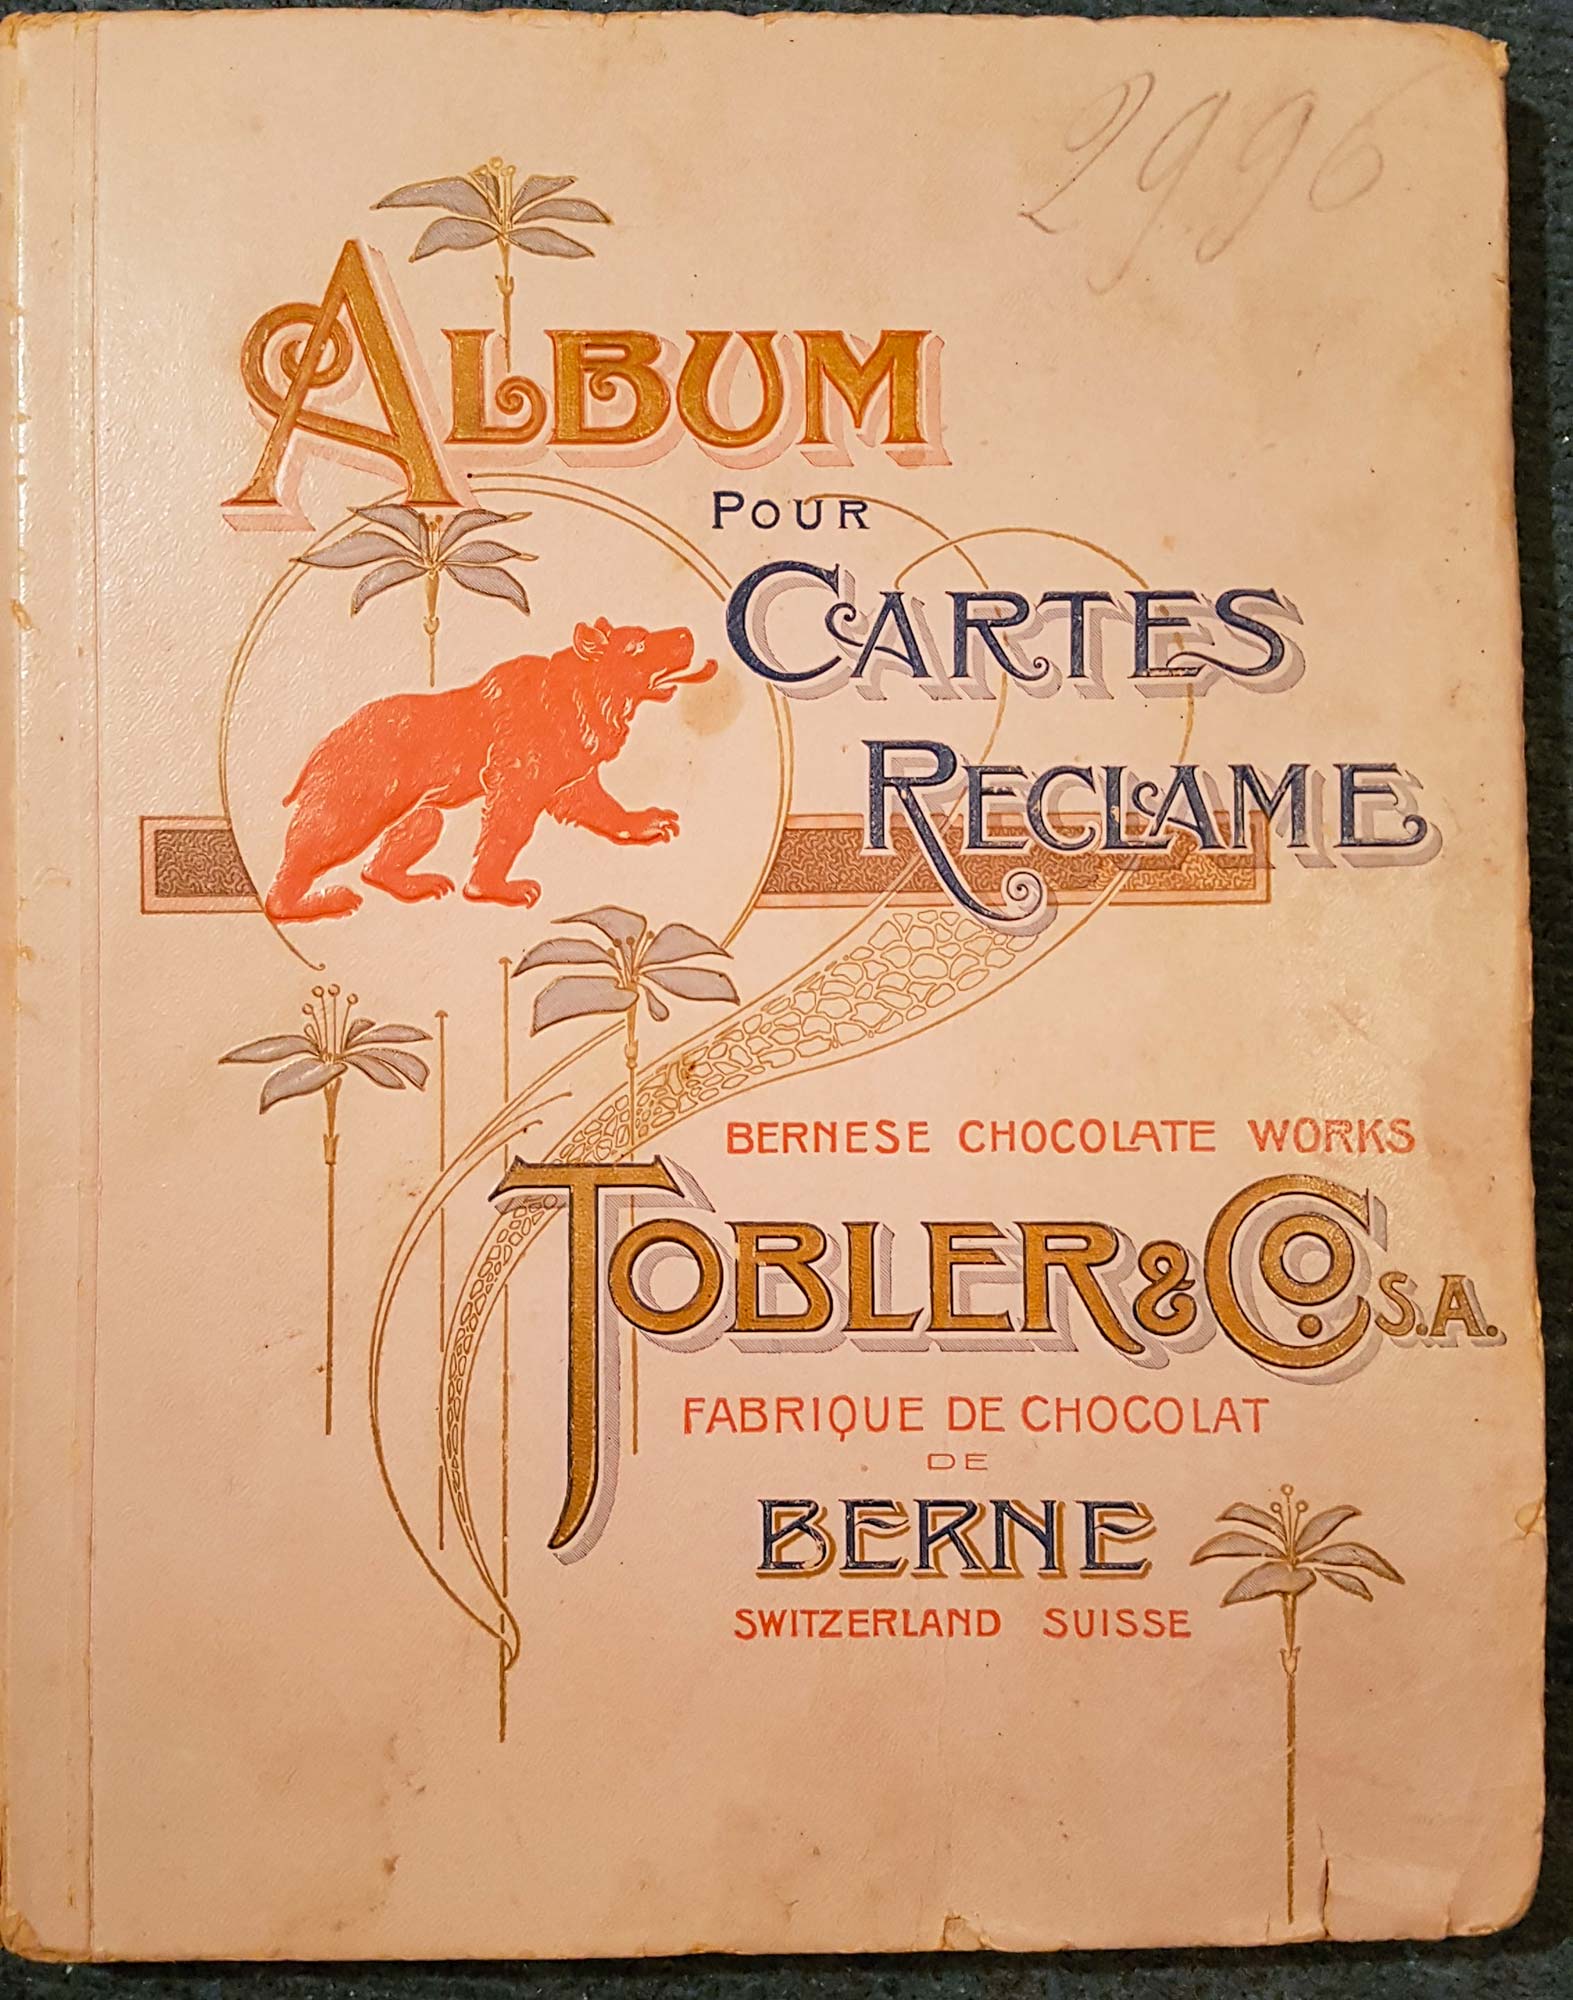 2996
ALBUM
POUR
CARTES
RECLAME
BERNESE CHOCOLATE WORKS
TOBLER & CO. S.A.
FABRIQUE DE CHOCOLAT
DE
BERNE
SWITZERLAND SUISSE